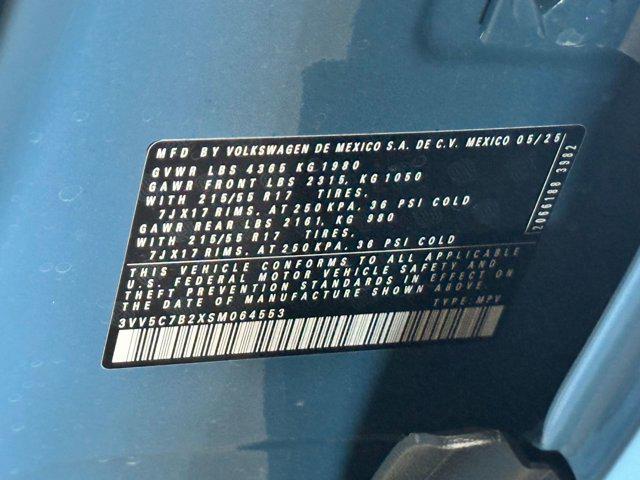 MFD BY VOLKSWAGEN DE MEXICO S.A. DE C.V. MEXICO 05/25
GVWR LBS 4365 KG 1980
GAWR FRONT LBS 2315, KG 1050
WITH 215/55 R17 TIRES,
7JX17 RIMS, AT 250 KPA, 36 PSI COLD
GAWR REAR LBS 2161, KG 980
WITH 215/55 R17 TIRES,
7JX17 RIMS, AT 250 KPA, 36 PSI COLD
THIS VEHICLE CONFORMS TO ALL APPLICABLE
U.S. FEDERAL MOTOR VEHICLE SAFETY AND
THEFT PREVENTION STANDARDS IN EFFECT ON
THE DATE OF MANUFACTURE SHOWN ABOVE.
3VV5C7B2XSM064553 TYPE: MPV
2066188 3982